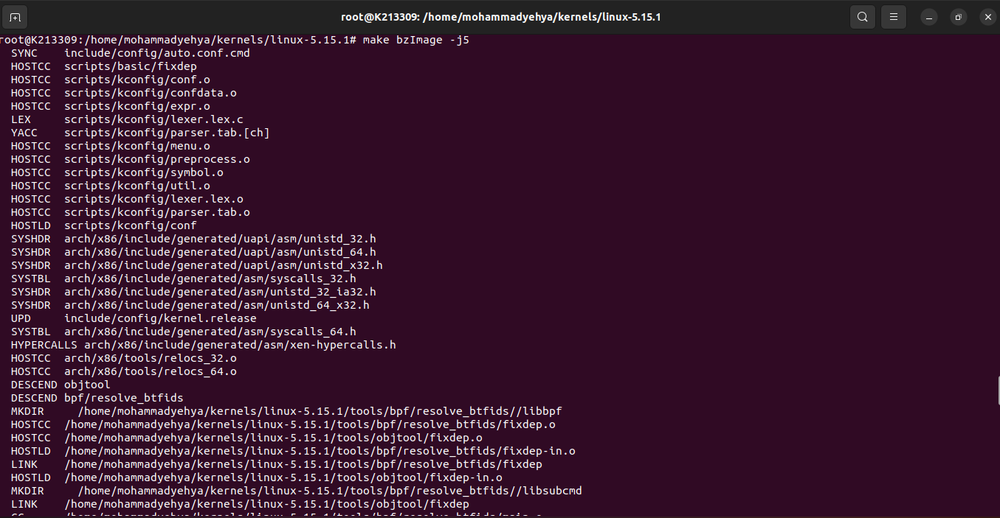 root@K213309: /home/mohammadyehya/kernels/linux-5.15.1
root@K213309:/home/mohammadyehya/kernels/linux-5.15.1# make bzImage -j5
SYNC    include/config/auto.conf.cmd
HOSTCC  scripts/basic/fixdep
HOSTCC  scripts/kconfig/conf.o
HOSTCC  scripts/kconfig/confdata.o
HOSTCC  scripts/kconfig/expr.o
LEX     scripts/kconfig/lexer.lex.c
YACC    scripts/kconfig/parser.tab.[ch]
HOSTCC  scripts/kconfig/menu.o
HOSTCC  scripts/kconfig/preprocess.o
HOSTCC  scripts/kconfig/symbol.o
HOSTCC  scripts/kconfig/util.o
HOSTCC  scripts/kconfig/lexer.lex.o
HOSTCC  scripts/kconfig/parser.tab.o
HOSTLD  scripts/kconfig/conf
SYSHDR  arch/x86/include/generated/uapi/asm/unistd_32.h
SYSHDR  arch/x86/include/generated/uapi/asm/unistd_64.h
SYSHDR  arch/x86/include/generated/uapi/asm/unistd_x32.h
SYSTBL  arch/x86/include/generated/asm/syscalls_32.h
SYSHDR  arch/x86/include/generated/asm/unistd_32_ia32.h
SYSHDR  arch/x86/include/generated/asm/unistd_64_x32.h
UPD     include/config/kernel.release
SYSTBL  arch/x86/include/generated/asm/syscalls_64.h
HYPERCALLS arch/x86/include/generated/asm/xen-hypercalls.h
HOSTCC  arch/x86/tools/relocs_32.o
HOSTCC  arch/x86/tools/relocs_64.o
DESCEND objtool
DESCEND bpf/resolve_btfids
MKDIR     /home/mohammadyehya/kernels/linux-5.15.1/tools/bpf/resolve_btfids//libbpf
HOSTCC  /home/mohammadyehya/kernels/linux-5.15.1/tools/bpf/resolve_btfids/fixdep.o
HOSTCC  /home/mohammadyehya/kernels/linux-5.15.1/tools/objtool/fixdep.o
HOSTLD  /home/mohammadyehya/kernels/linux-5.15.1/tools/bpf/resolve_btfids/fixdep-in.o
LINK    /home/mohammadyehya/kernels/linux-5.15.1/tools/bpf/resolve_btfids/fixdep
HOSTLD  /home/mohammadyehya/kernels/linux-5.15.1/tools/objtool/fixdep-in.o
MKDIR     /home/mohammadyehya/kernels/linux-5.15.1/tools/bpf/resolve_btfids//libsubcmd
LINK    /home/mohammadyehya/kernels/linux-5.15.1/tools/objtool/fixdep